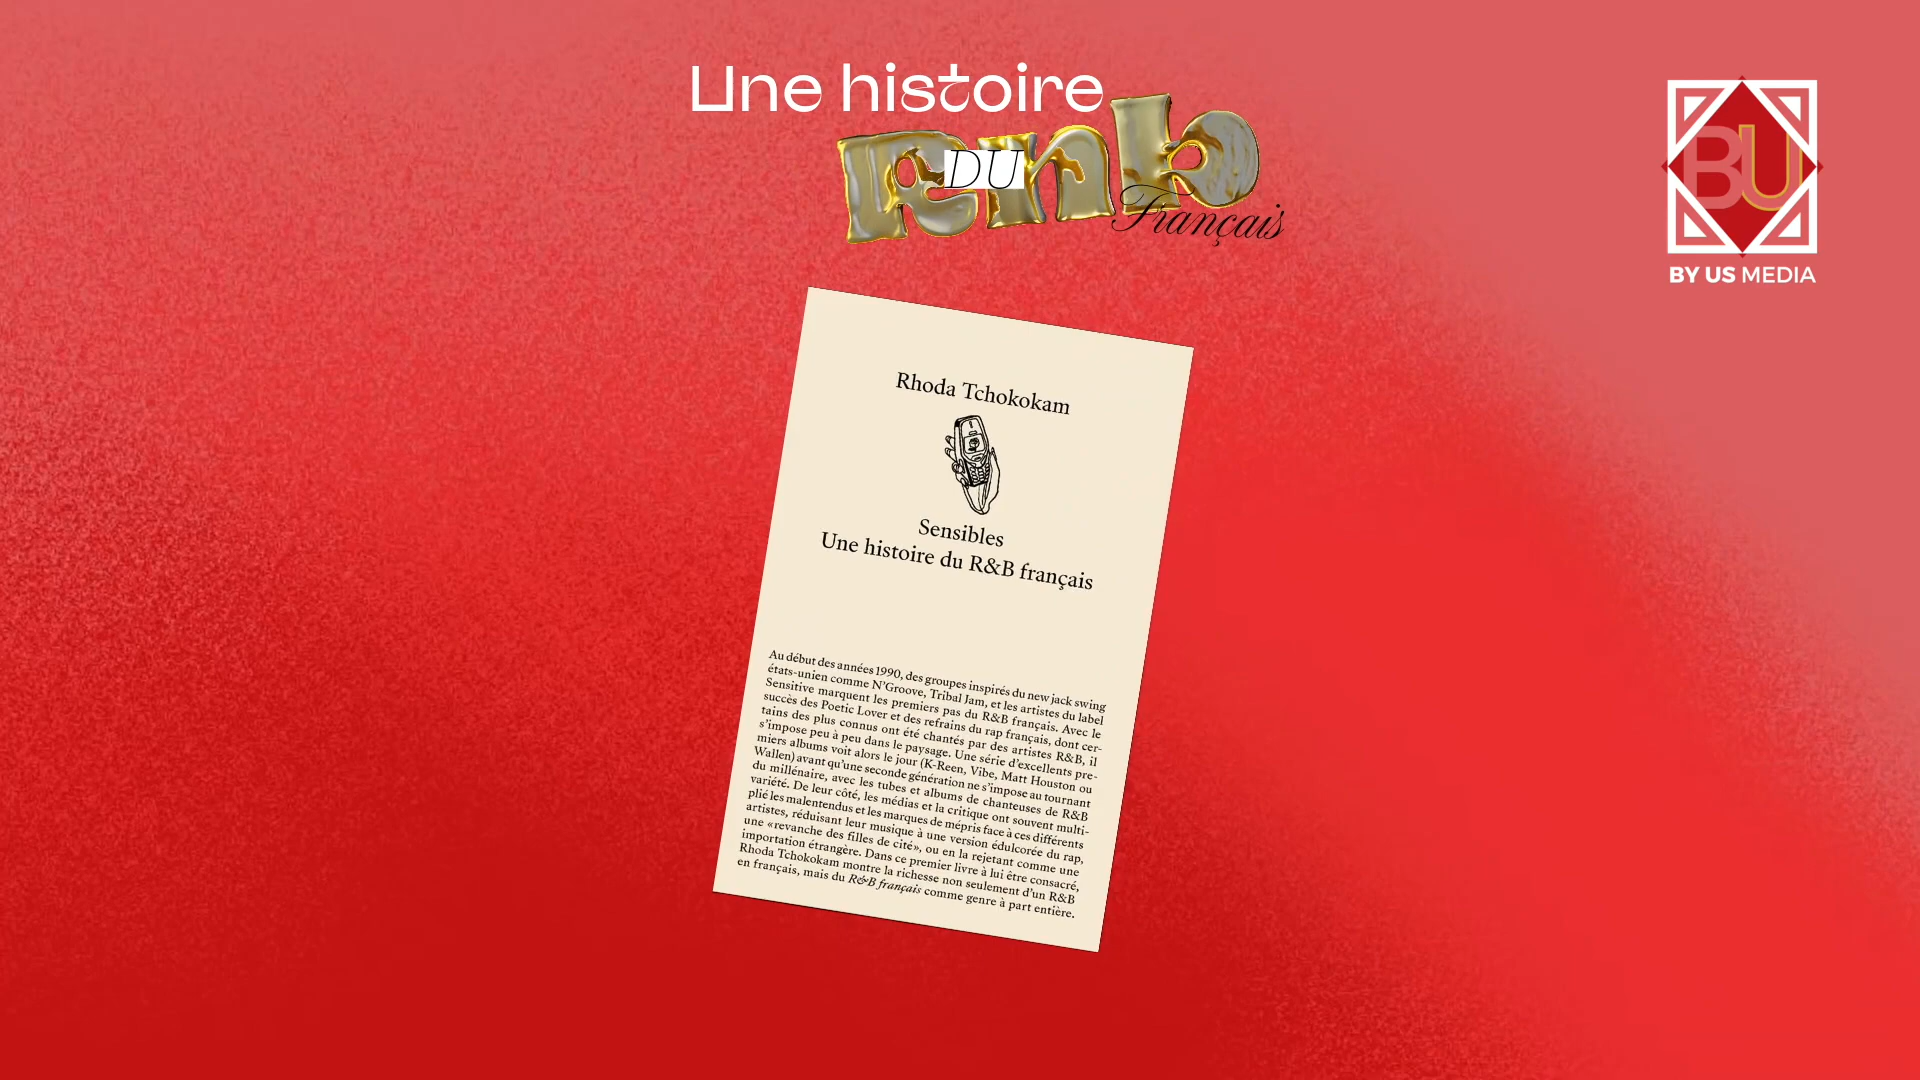 Une histoire
DU
RnB
Français
BU
BY US MEDIA
Rhoda Tchokokam
Sensibles
Une histoire du R&B français
Au début des années 1990, des groupes inspirés du new jack swing
états-unien comme N’Groove, Tribal Jam, et les artistes du label
Sensitive marquent les premiers pas du R&B français. Avec le
succès des Poetic Lover et des refrains du rap français, dont cer-
tains des plus connus ont été chantés par des artistes R&B, il
s’impose peu à peu dans le paysage. Une série d’excellents pre-
miers albums voit alors le jour (K-Reen, Vibe, Matt Houston ou
Wallen) avant qu’une seconde génération ne s’impose au tournant
du millénaire, avec les tubes et albums de chanteuses de R&B
variété. De leur côté, les médias et la critique ont souvent multi-
plié les malentendus et les marques de mépris face à ces différents
artistes, réduisant leur musique à une version édulcorée du rap,
une «revanche des filles de cité», ou en la rejetant comme une
importation étrangère. Dans ce premier livre à lui être consacré,
Rhoda Tchokokam montre la richesse non seulement d’un R&B
en français, mais du R&B français comme genre à part entière.